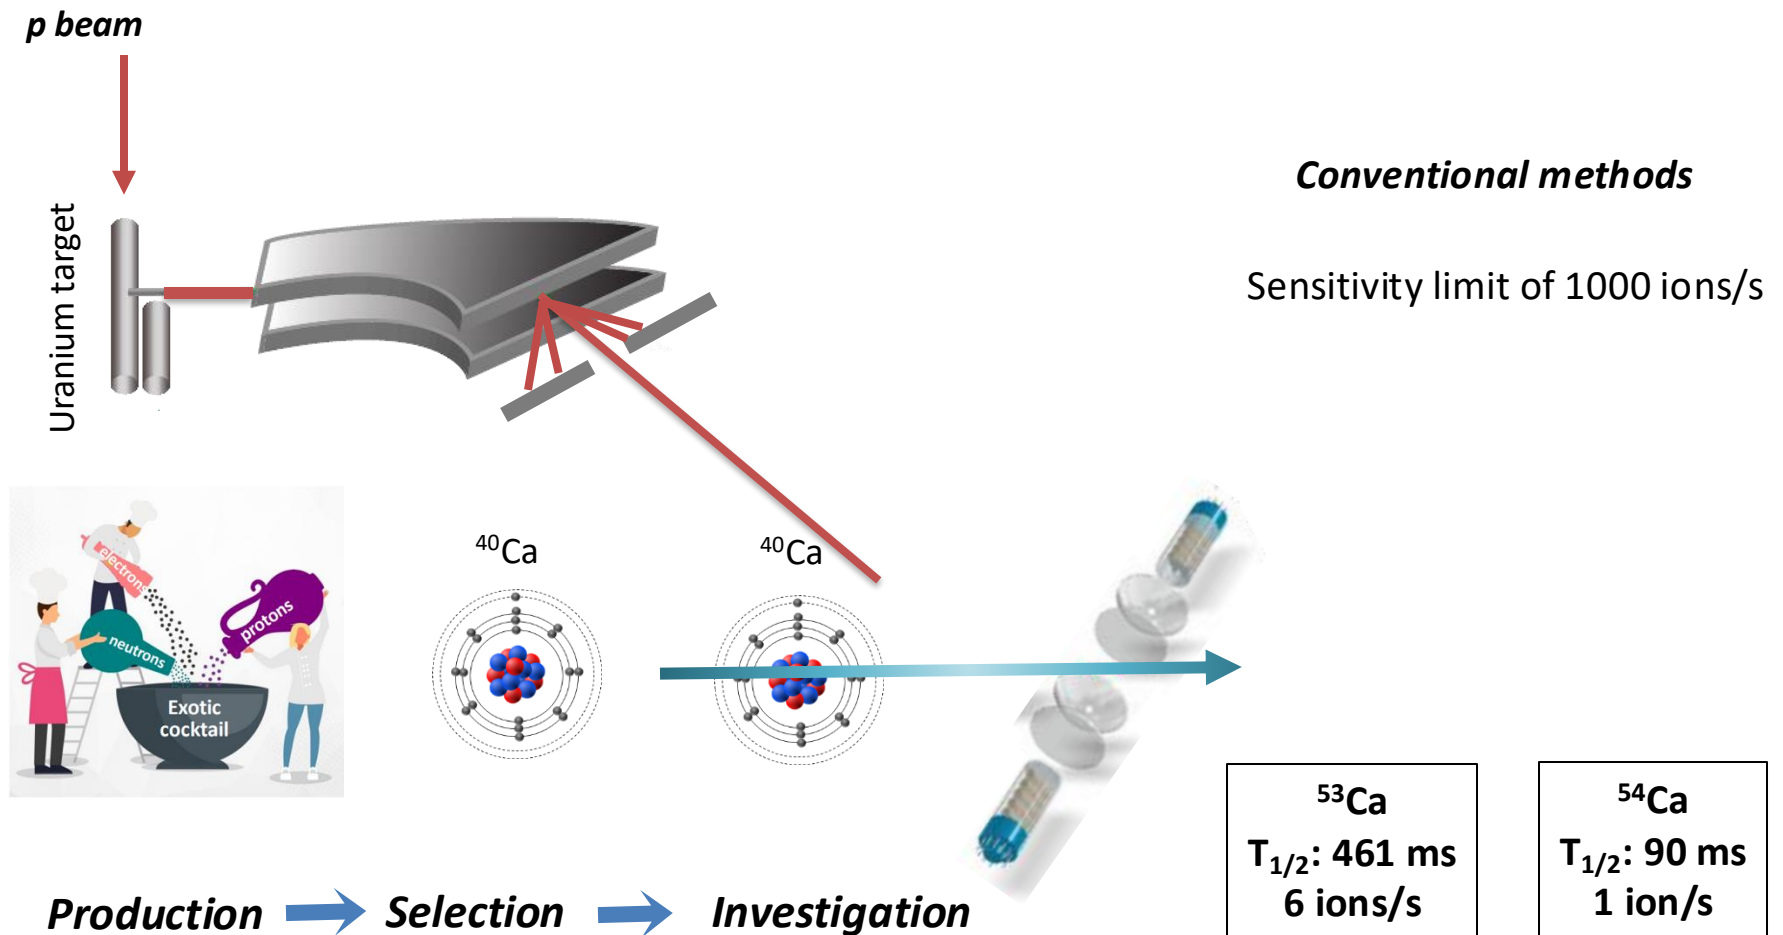 p beam
Uranium target
Conventional methods
Sensitivity limit of 1000 ions/s
electrons
neutrons
protons
Exotic
cocktail
⁴⁰Ca
⁴⁰Ca
⁵³Ca
T₁/₂: 461 ms
6 ions/s
⁵⁴Ca
T₁/₂: 90 ms
1 ion/s
Production
Selection
Investigation